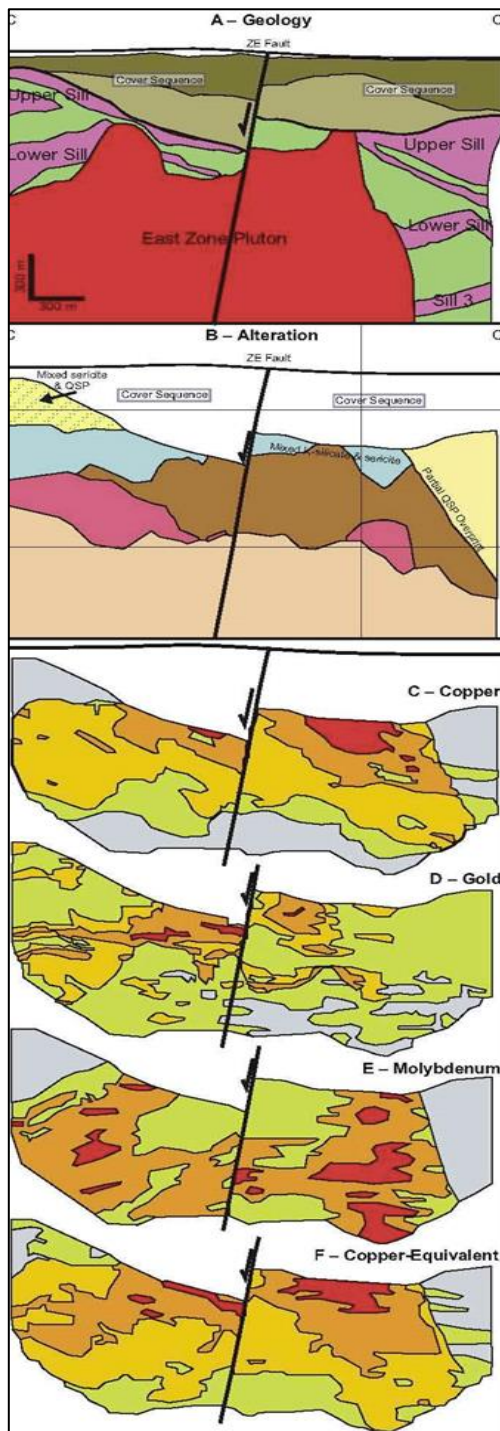 C
A – Geology
C
ZE Fault
Cover Sequence
Cover Sequence
Upper Sill
Upper Sill
Lower Sill
East Zone Pluton
Lower Sill
Sill 3
300 m
300 m
C
B – Alteration
C
ZE Fault
Mixed sericite
& QSP
Cover Sequence
Cover Sequence
Mixed K-silicate & sericite
Partial QSP Overprint
C – Copper
D – Gold
E – Molybdenum
F – Copper-Equivalent